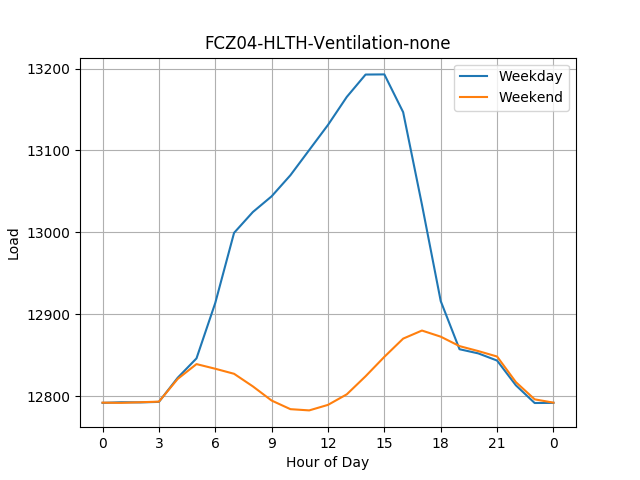 FCZ04-HLTH-Ventilation-none
Weekday
Weekend
13200
13100
13000
12900
12800
Load
0 3 6 9 12 15 18 21 0
Hour of Day